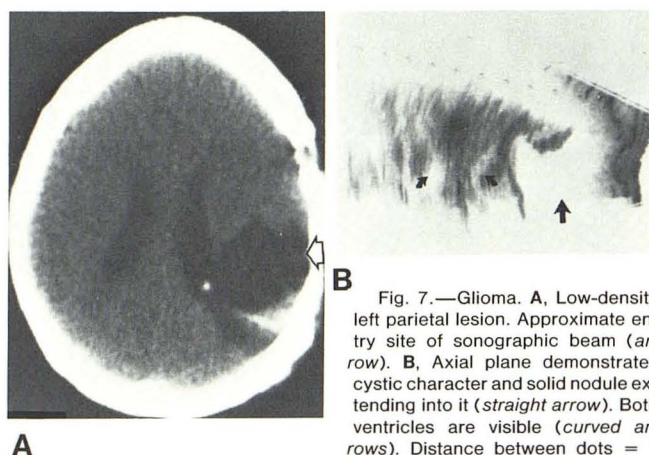 A
B
Fig. 7.—Glioma. A, Low-densit
left parietal lesion. Approximate en
try site of sonographic beam (ar
row). B, Axial plane demonstrate
cystic character and solid nodule ex
tending into it (straight arrow). Bot
ventricles are visible (curved ar
rows). Distance between dots =